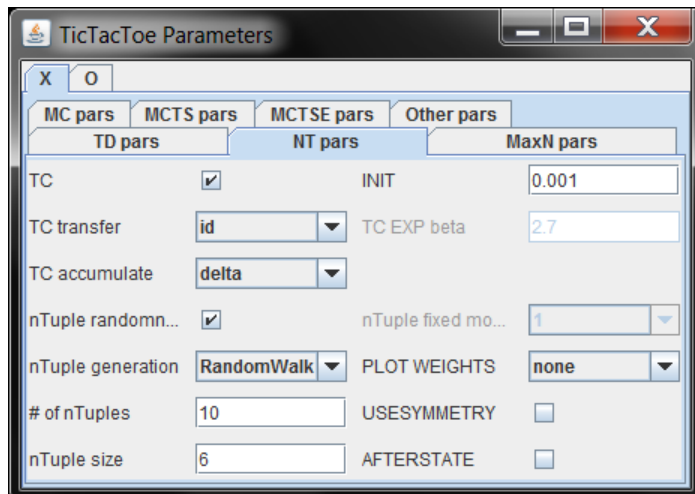 TicTacToe Parameters
X O
MC pars MCTS pars MCTSE pars Other pars
TD pars NT pars MaxN pars
TC INIT 0.001
TC transfer id TC EXP beta 2.7
TC accumulate delta
nTuple randomn... nTuple fixed mo... 1
nTuple generation RandomWalk PLOT WEIGHTS none
# of nTuples 10 USESYMMETRY
nTuple size 6 AFTERSTATE